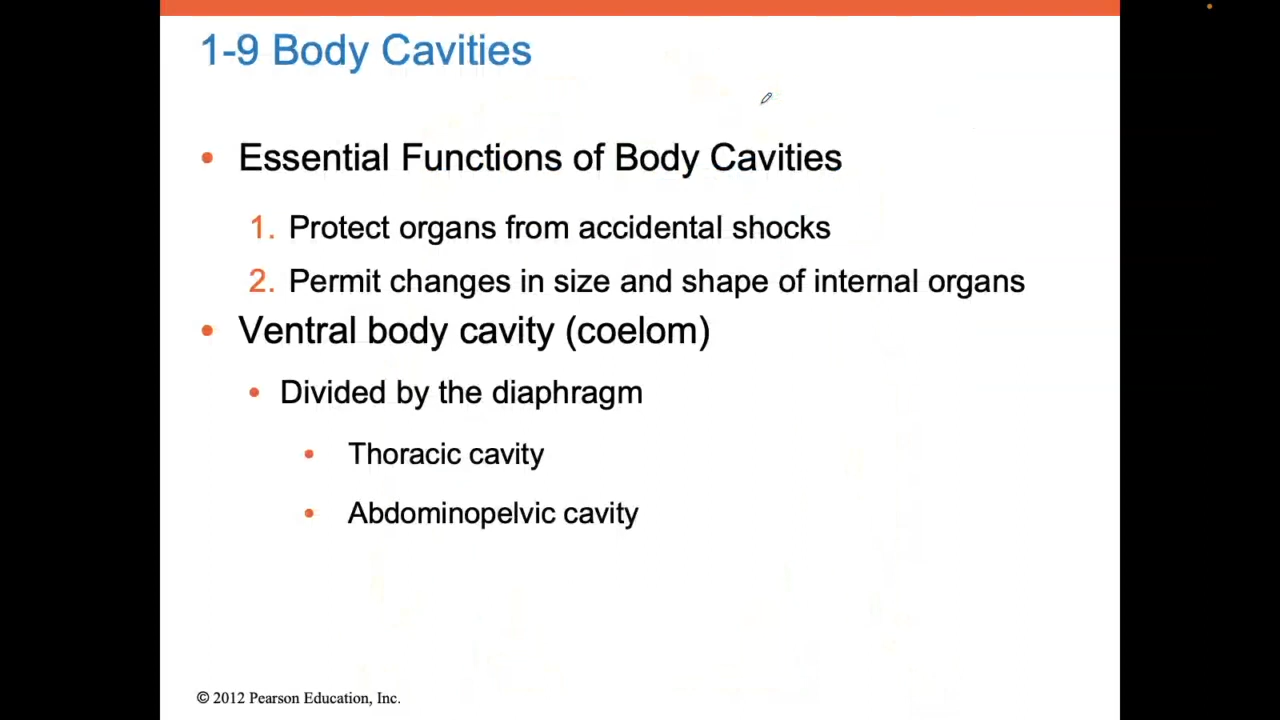 1-9 Body Cavities
• Essential Functions of Body Cavities
1. Protect organs from accidental shocks
2. Permit changes in size and shape of internal organs
• Ventral body cavity (coelom)
• Divided by the diaphragm
• Thoracic cavity
• Abdominopelvic cavity
© 2012 Pearson Education, Inc.